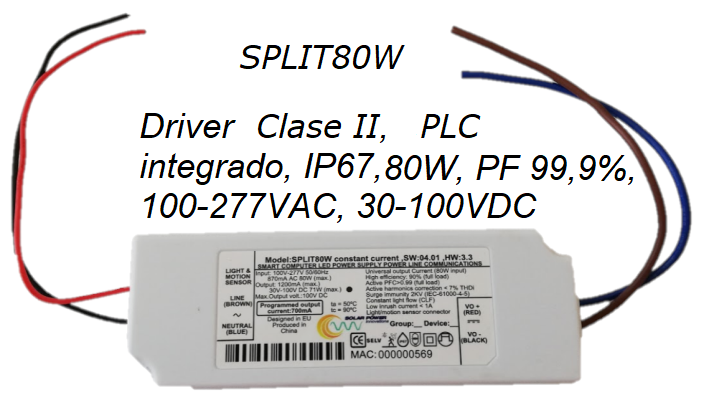 SPLIT80W
Driver Clase II, PLC
integrado, IP67,80W, PF 99,9%,
100-277VAC, 30-100VDC
Model:SPLIT80W constant current ,SW:04.01 ,HW:3.3
SMART COMPUTER LED POWER SUPPLY POWER LINE COMMUNICATIONS
LIGHT &
MOTION
SENSOR
LINE
(BROWN)
~
NEUTRAL
(BLUE)
Input: 100V-277V 50/60Hz
870mA AC 80W (max.)
Output: 1200mA (max.)
30V-100V DC 71W (max.)
Max.Output volt.:100V DC
Programmed output
current:700mA
ta = 50ºC
tc = 90ºC
Designed in EU
Produced in
China
SOLAR POWER
Universal output Current (80W input)
High efficiency: 90% (full load)
Active PFC>0.99 (full load)
Active harmonics correction < 7% THDi
Surge immunity 2KV (IEC-61000-4-5)
Constant light flow (CLF)
Low inrush current < 1A
Light/motion sensor connector
Group:__ Device:__
CE SELV
MAC:000000569
VO +
(RED)
VO -
(BLACK)